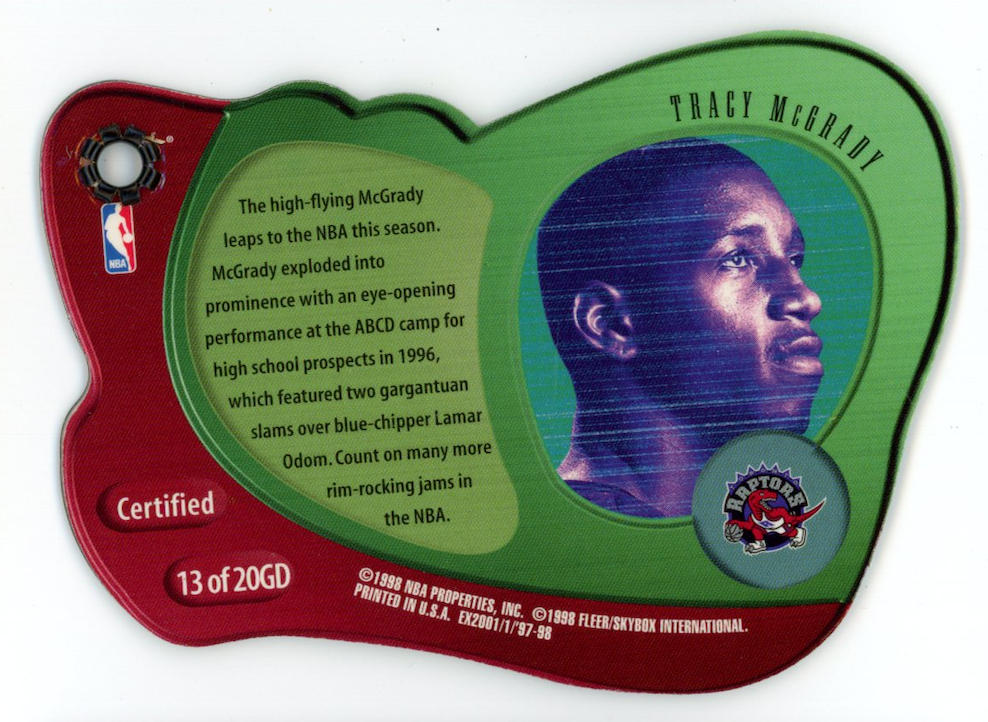 TRACY McGRADY
NBA
The high-flying McGrady
leaps to the NBA this season.
McGrady exploded into
prominence with an eye-opening
performance at the ABCD camp for
high school prospects in 1996,
which featured two gargantuan
slams over blue-chipper Lamar
Odom. Count on many more
rim-rocking jams in
the NBA.
RAPTORS
Certified
13 of 20GD
©1998 NBA PROPERTIES, INC. ©1998 FLEER/SKYBOX INTERNATIONAL.
PRINTED IN U.S.A. EX2001/1/'97-98